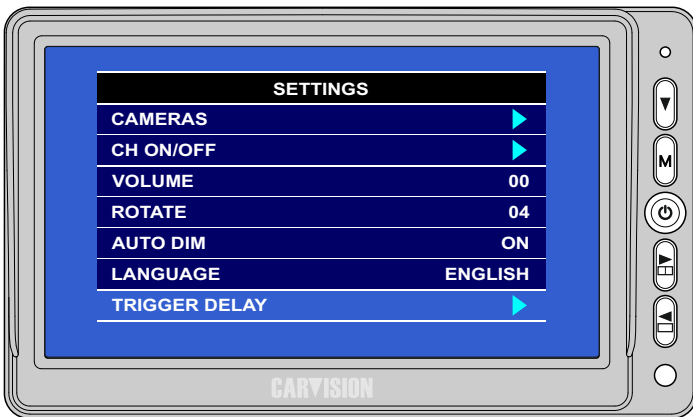 SETTINGS
CAMERAS
CH ON/OFF
VOLUME 00
ROTATE 04
AUTO DIM ON
LANGUAGE ENGLISH
TRIGGER DELAY
M
CARVISION